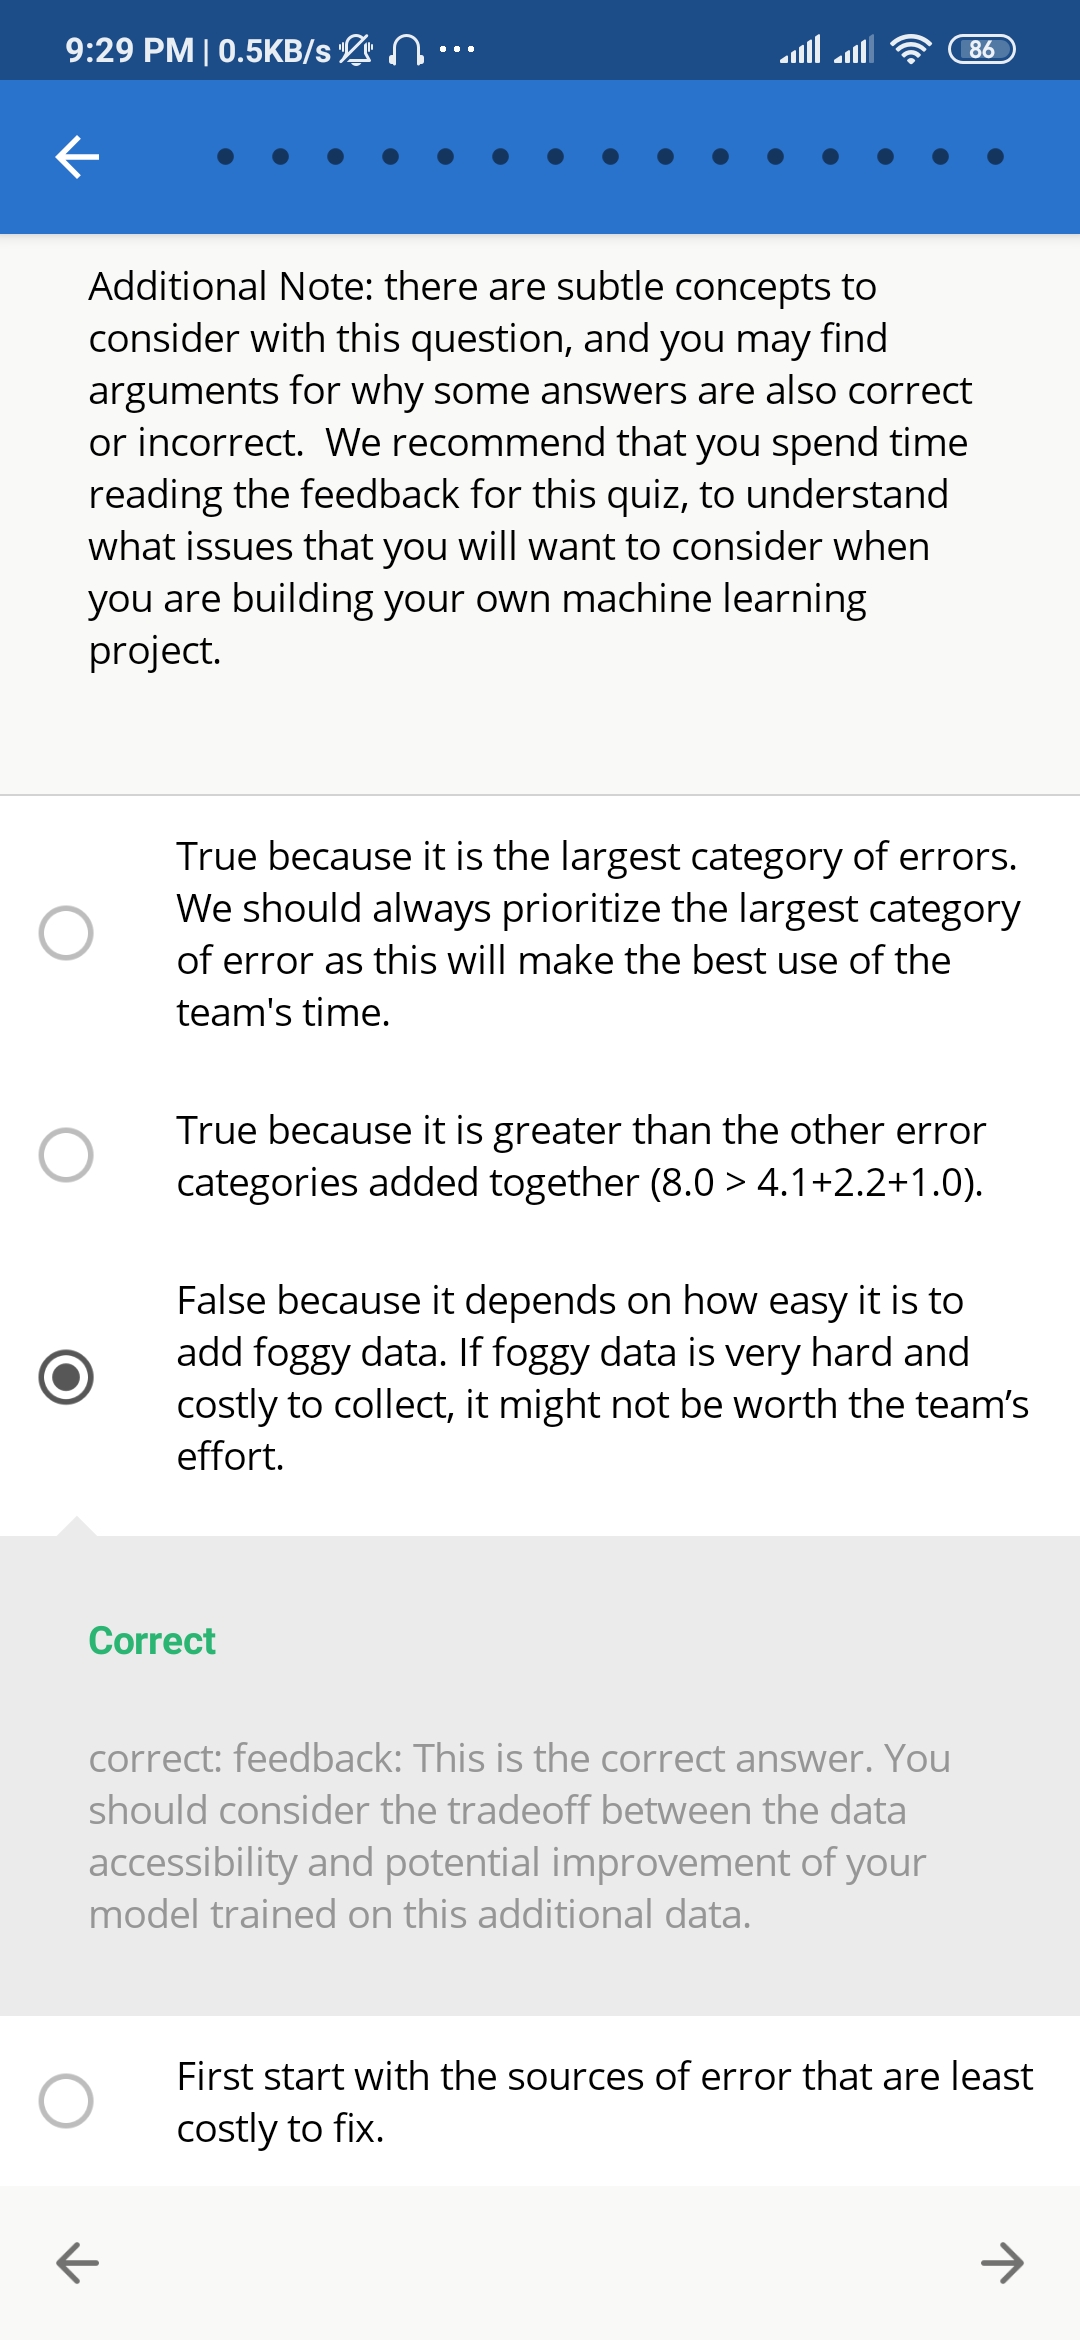 9:29 PM | 0.5KB/s ... 86
Additional Note: there are subtle concepts to
consider with this question, and you may find
arguments for why some answers are also correct
or incorrect.  We recommend that you spend time
reading the feedback for this quiz, to understand
what issues that you will want to consider when
you are building your own machine learning
project.
True because it is the largest category of errors.
We should always prioritize the largest category
of error as this will make the best use of the
team's time.
True because it is greater than the other error
categories added together (8.0 > 4.1+2.2+1.0).
False because it depends on how easy it is to
add foggy data. If foggy data is very hard and
costly to collect, it might not be worth the team’s
effort.
Correct
correct: feedback: This is the correct answer. You
should consider the tradeoff between the data
accessibility and potential improvement of your
model trained on this additional data.
First start with the sources of error that are least
costly to fix.